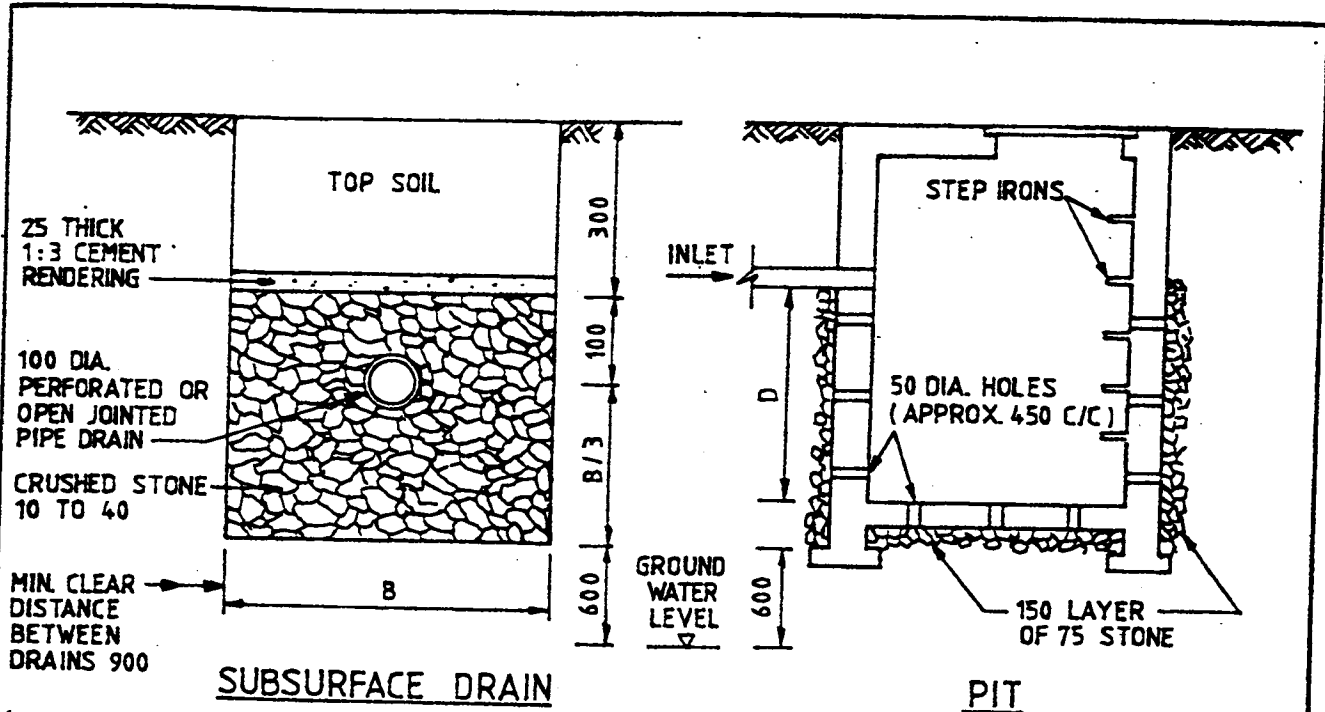 TOP SOIL
25 THICK
1:3 CEMENT
RENDERING
100 DIA.
PERFORATED OR
OPEN JOINTED
PIPE DRAIN
CRUSHED STONE
10 TO 40
MIN. CLEAR
DISTANCE
BETWEEN
DRAINS 900
B
300
100
B/3
600
SUBSURFACE DRAIN
INLET
STEP IRONS
D
50 DIA. HOLES
(APPROX. 450 C/C)
GROUND
WATER
LEVEL
600
150 LAYER
OF 75 STONE
PIT